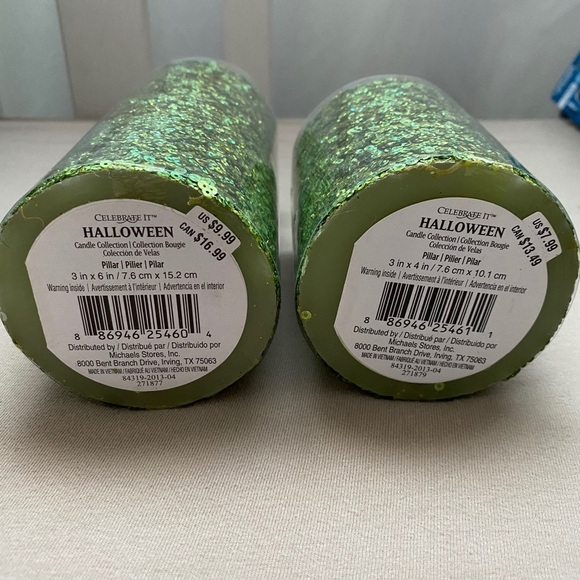 CELEBRATE IT™
HALLOWEEN
Candle Collection | Collection Bougie
Colección de Velas
Pillar | Pilier | Pilar
3 in x 6 in / 7.6 cm x 15.2 cm
Warning inside | Avertissement à l'intérieur | Advertencia en el interior
8 86946 25460 4
Distributed by / Distribué par / Distribuido por
Michaels Stores, Inc.
8000 Bent Branch Drive, Irving, TX 75063
MADE IN VIETNAM / FABRIQUÉ AU VIETNAM / HECHO EN VIETNAM
84319-2013-04
271877
US $9.99
CAN $16.99
CELEBRATE IT™
HALLOWEEN
Candle Collection | Collection Bougie
Colección de Velas
Pillar | Pilier | Pilar
3 in x 4 in / 7.6 cm x 10.1 cm
Warning inside | Avertissement à l'intérieur | Advertencia en el interior
8 86946 25461 1
Distributed by / Distribué par / Distribuido por
Michaels Stores, Inc.
8000 Bent Branch Drive, Irving, TX 75063
MADE IN VIETNAM / FABRIQUÉ AU VIETNAM / HECHO EN VIETNAM
84319-2013-04
271879
US $7.99
CAN $13.49